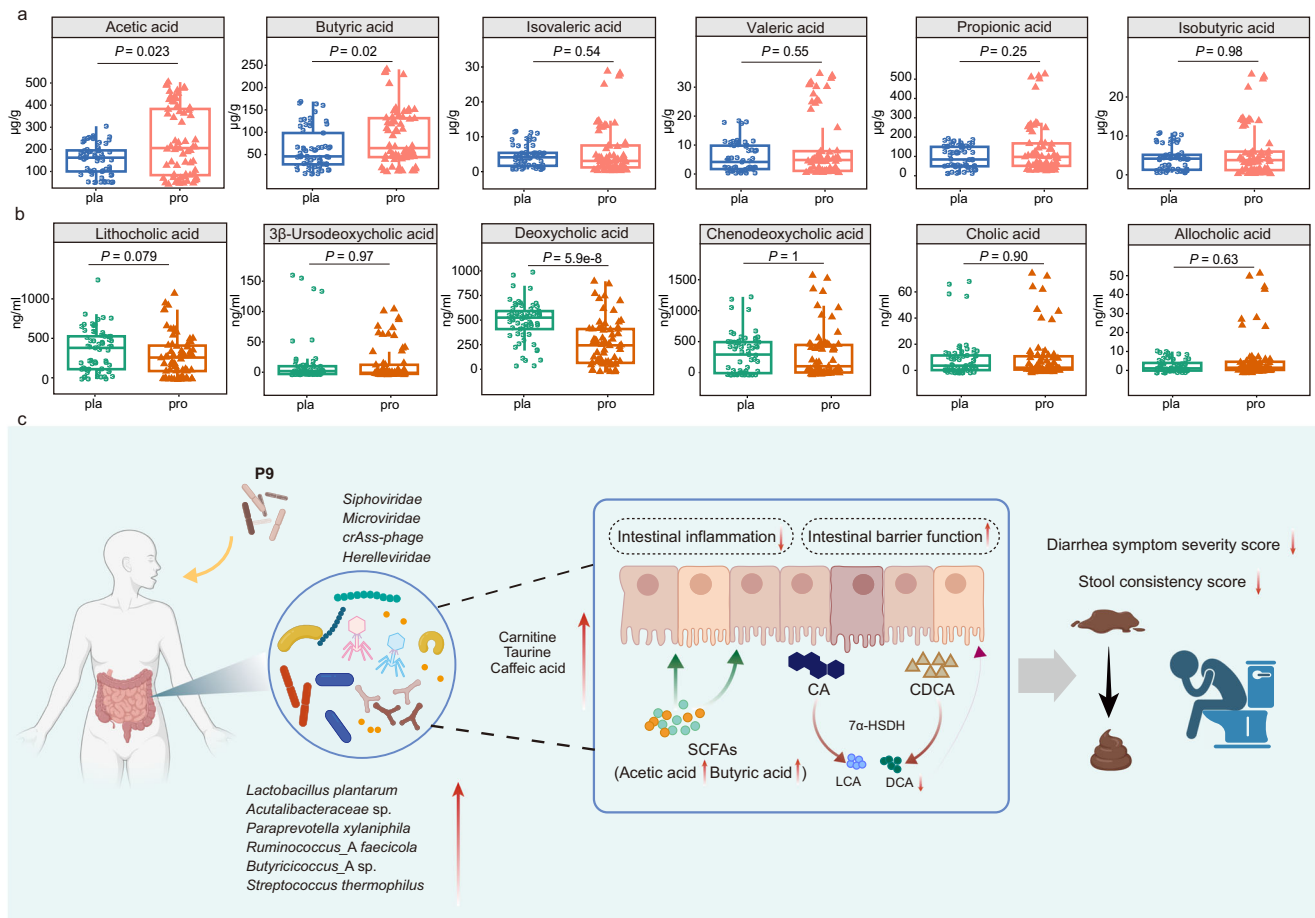 a
Acetic acid
P = 0.023
µg/g
500
400
300
200
100
pla
pro
Butyric acid
P = 0.02
µg/g
250
200
150
100
50
pla
pro
Isovaleric acid
P = 0.54
µg/g
30
20
10
0
pla
pro
Valeric acid
P = 0.55
µg/g
30
20
10
0
pla
pro
Propionic acid
P = 0.25
µg/g
500
400
300
200
100
0
pla
pro
Isobutyric acid
P = 0.98
µg/g
20
10
0
pla
pro
b
Lithocholic acid
P = 0.079
ng/ml
1000
500
0
pla
pro
3β-Ursodeoxycholic acid
P = 0.97
ng/ml
150
100
50
0
pla
pro
Deoxycholic acid
P = 5.9e-8
ng/ml
1000
750
500
250
0
pla
pro
Chenodeoxycholic acid
P = 1
ng/ml
1500
1000
500
0
pla
pro
Cholic acid
P = 0.90
ng/ml
60
40
20
0
pla
pro
Allocholic acid
P = 0.63
ng/ml
50
40
30
20
10
0
pla
pro
c
P9
Siphoviridae
Microviridae
crAss-phage
Herelleviridae
Lactobacillus plantarum
Acutalibacteraceae sp.
Paraprevotella xylaniphila
Ruminococcus_A faecicola
Butyricicoccus_A sp.
Streptococcus thermophilus
Carnitine
Taurine
Caffeic acid
Intestinal inflammation
Intestinal barrier function
SCFAs
(Acetic acid Butyric acid )
CA
CDCA
7α-HSDH
LCA
DCA
Diarrhea symptom severity score
Stool consistency score